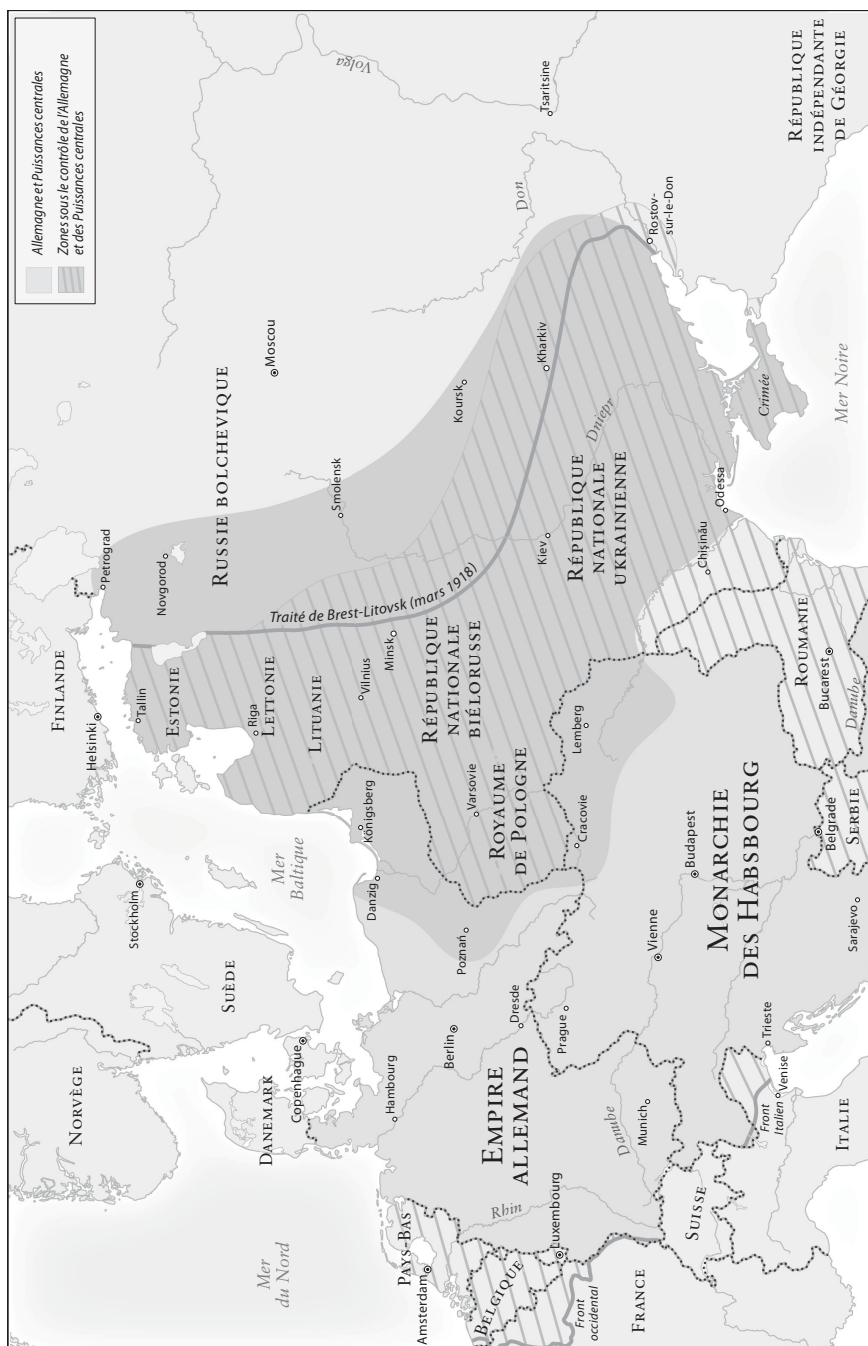 Allemagne et Puissances centrales
Zones sous le contrôle de l'Allemagne
et des Puissances centrales
NORVÈGE
SUÈDE
FINLANDE
Stockholm
Helsinki
Petrograd
Tallin
ESTONIE
Novgorod
RUSSIE BOLCHEVIQUE
Moscou
Volga
Mer
du Nord
DANEMARK
Copenhague
Mer
Baltique
Riga
LETTONIE
LITUANIE
Vilnius
Minsk
Smolensk
Traité de Brest-Litovsk (mars 1918)
Königsberg
Danzig
Hambourg
PAYS-BAS
Amsterdam
Berlin
Poznań
Varsovie
RÉPUBLIQUE
NATIONALE
BIÉLORUSSE
Koursk
Don
Tsaritsine
BELGIQUE
EMPIRE
ALLEMAND
Rhin
Luxembourg
Dresde
Prague
ROYAUME
DE POLOGNE
Cracovie
Lemberg
Kiev
Kharkiv
Dniepr
RÉPUBLIQUE
NATIONALE
UKRAINIENNE
Rostov-
sur-le-Don
Front
occidental
FRANCE
Danube
Munich
Vienne
Budapest
MONARCHIE
DES HABSBOURG
Chișinău
Odessa
Crimée
SUISSE
Front
Italien
Venise
Trieste
ITALIE
Sarajevo
Belgrade
SERBIE
ROUMANIE
Bucarest
Danube
Mer Noire
RÉPUBLIQUE
INDÉPENDANTE
DE GÉORGIE